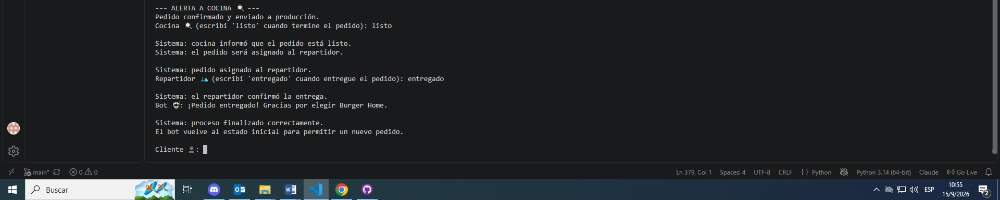 --- ALERTA A COCINA 🍳 ---
Pedido confirmado y enviado a producción.
Cocina 🍳 (escribí 'listo' cuando termine el pedido): listo
Sistema: cocina informó que el pedido está listo.
Sistema: el pedido será asignado al repartidor.
Sistema: pedido asignado al repartidor.
Repartidor 🛵 (escribí 'entregado' cuando entregue el pedido): entregado
Sistema: el repartidor confirmó la entrega.
Bot 🤖: ¡Pedido entregado! Gracias por elegir Burger Home.
Sistema: proceso finalizado correctamente.
El bot vuelve al estado inicial para permitir un nuevo pedido.
Cliente 👤:
main* 0 0 Ln 379, Col 1 Spaces: 4 UTF-8 CRLF { } Python Python 3.14 (64-bit) Claude Go Live
Buscar ESP 10:55
15/9/2026 2